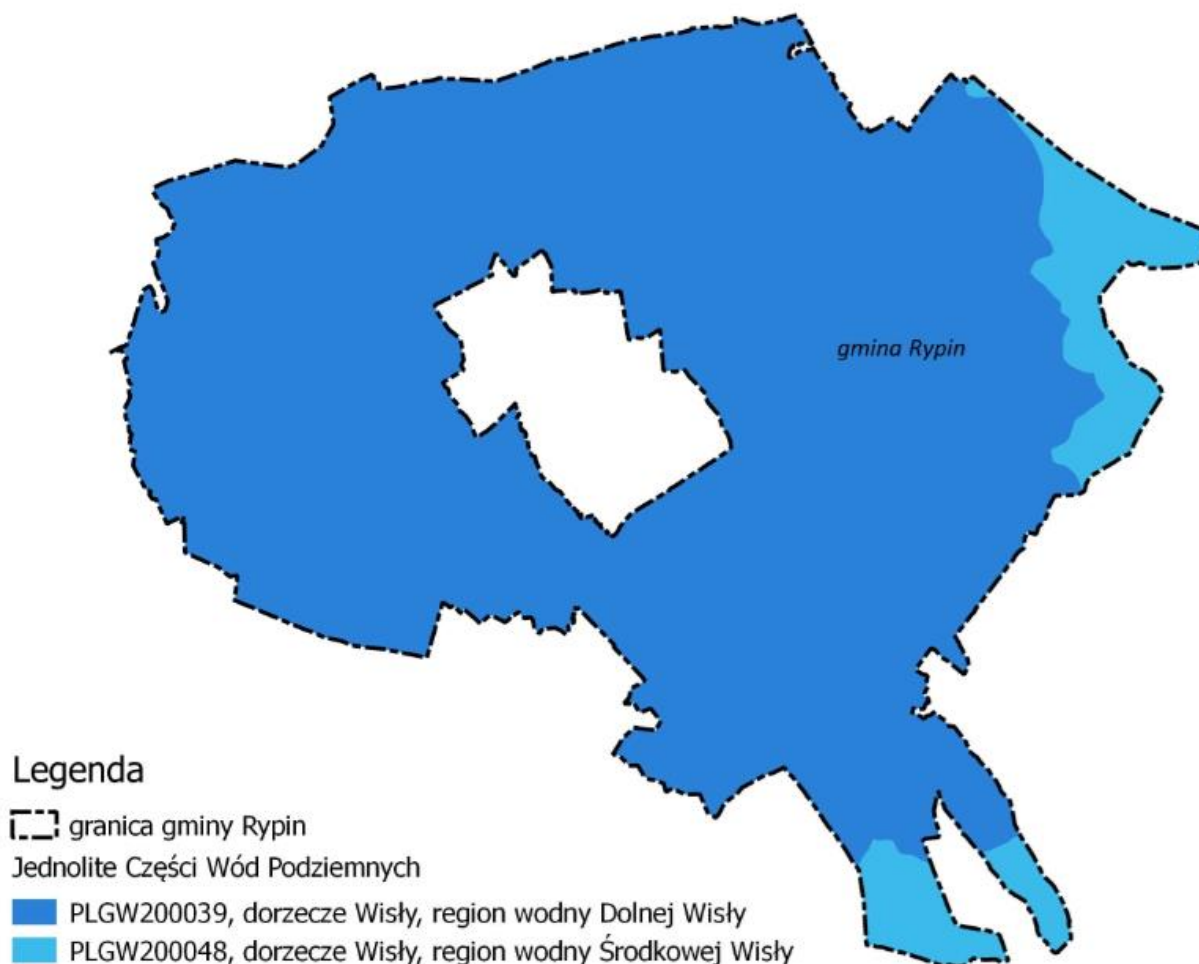 gmina Rypin
Legenda
granica gminy Rypin
Jednolite Części Wód Podziemnych
PLGW200039, dorzecze Wisły, region wodny Dolnej Wisły
PLGW200048, dorzecze Wisły, region wodny Środkowej Wisły